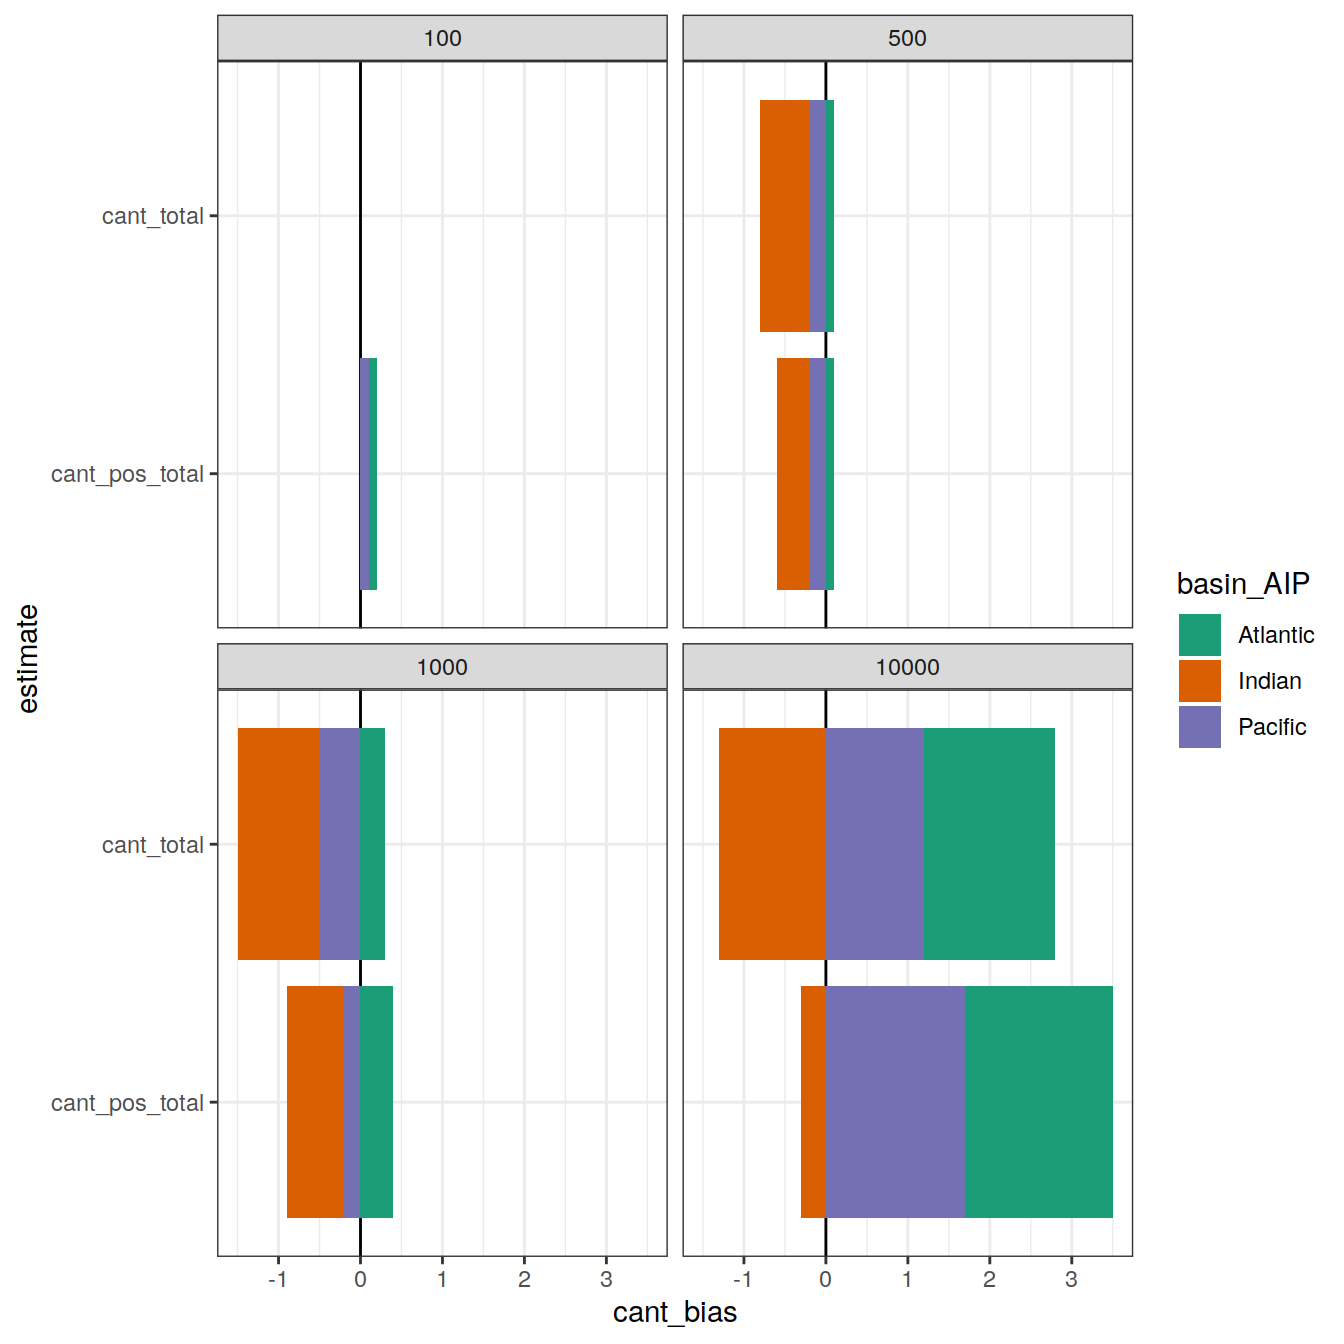 100
500
cant_total
cant_pos_total
1000
10000
cant_total
cant_pos_total
-1 0 1 2 3
-1 0 1 2 3
cant_bias
estimate
basin_AIP
Atlantic
Indian
Pacific